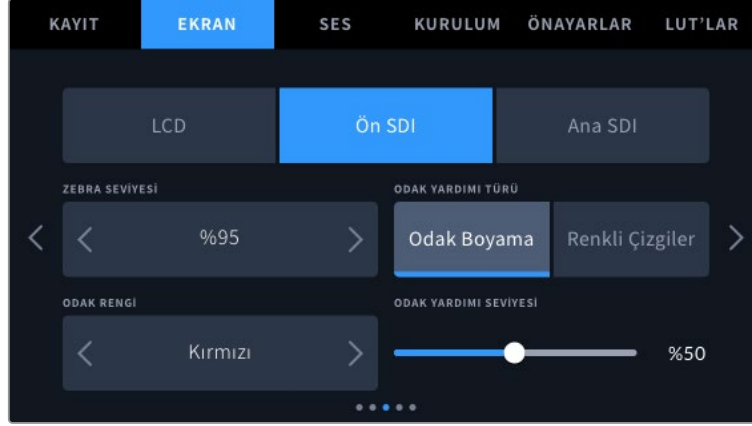 KAYIT EKRAN SES KURULUM ÖNAYARLAR LUT’LAR
LCD Ön SDI Ana SDI
ZEBRA SEVİYESİ ODAK YARDIMI TÜRÜ
%95 Odak Boyama Renkli Çizgiler
ODAK RENGİ ODAK YARDIMI SEVİYESİ
Kırmızı %50